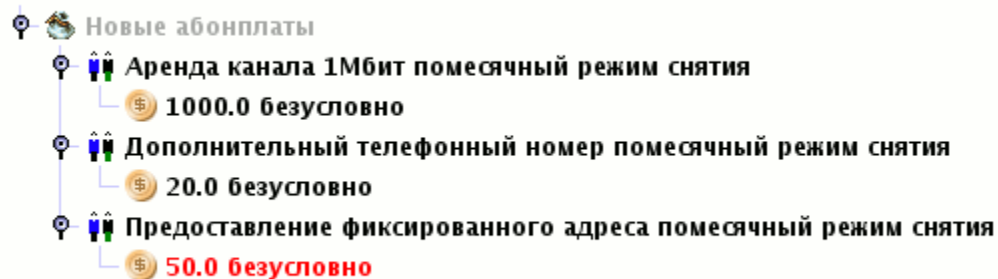 Новые абонплаты
Аренда канала 1Мбит помесячный режим снятия
1000.0 безусловно
Дополнительный телефонный номер помесячный режим снятия
20.0 безусловно
Предоставление фиксированного адреса помесячный режим снятия
50.0 безусловно